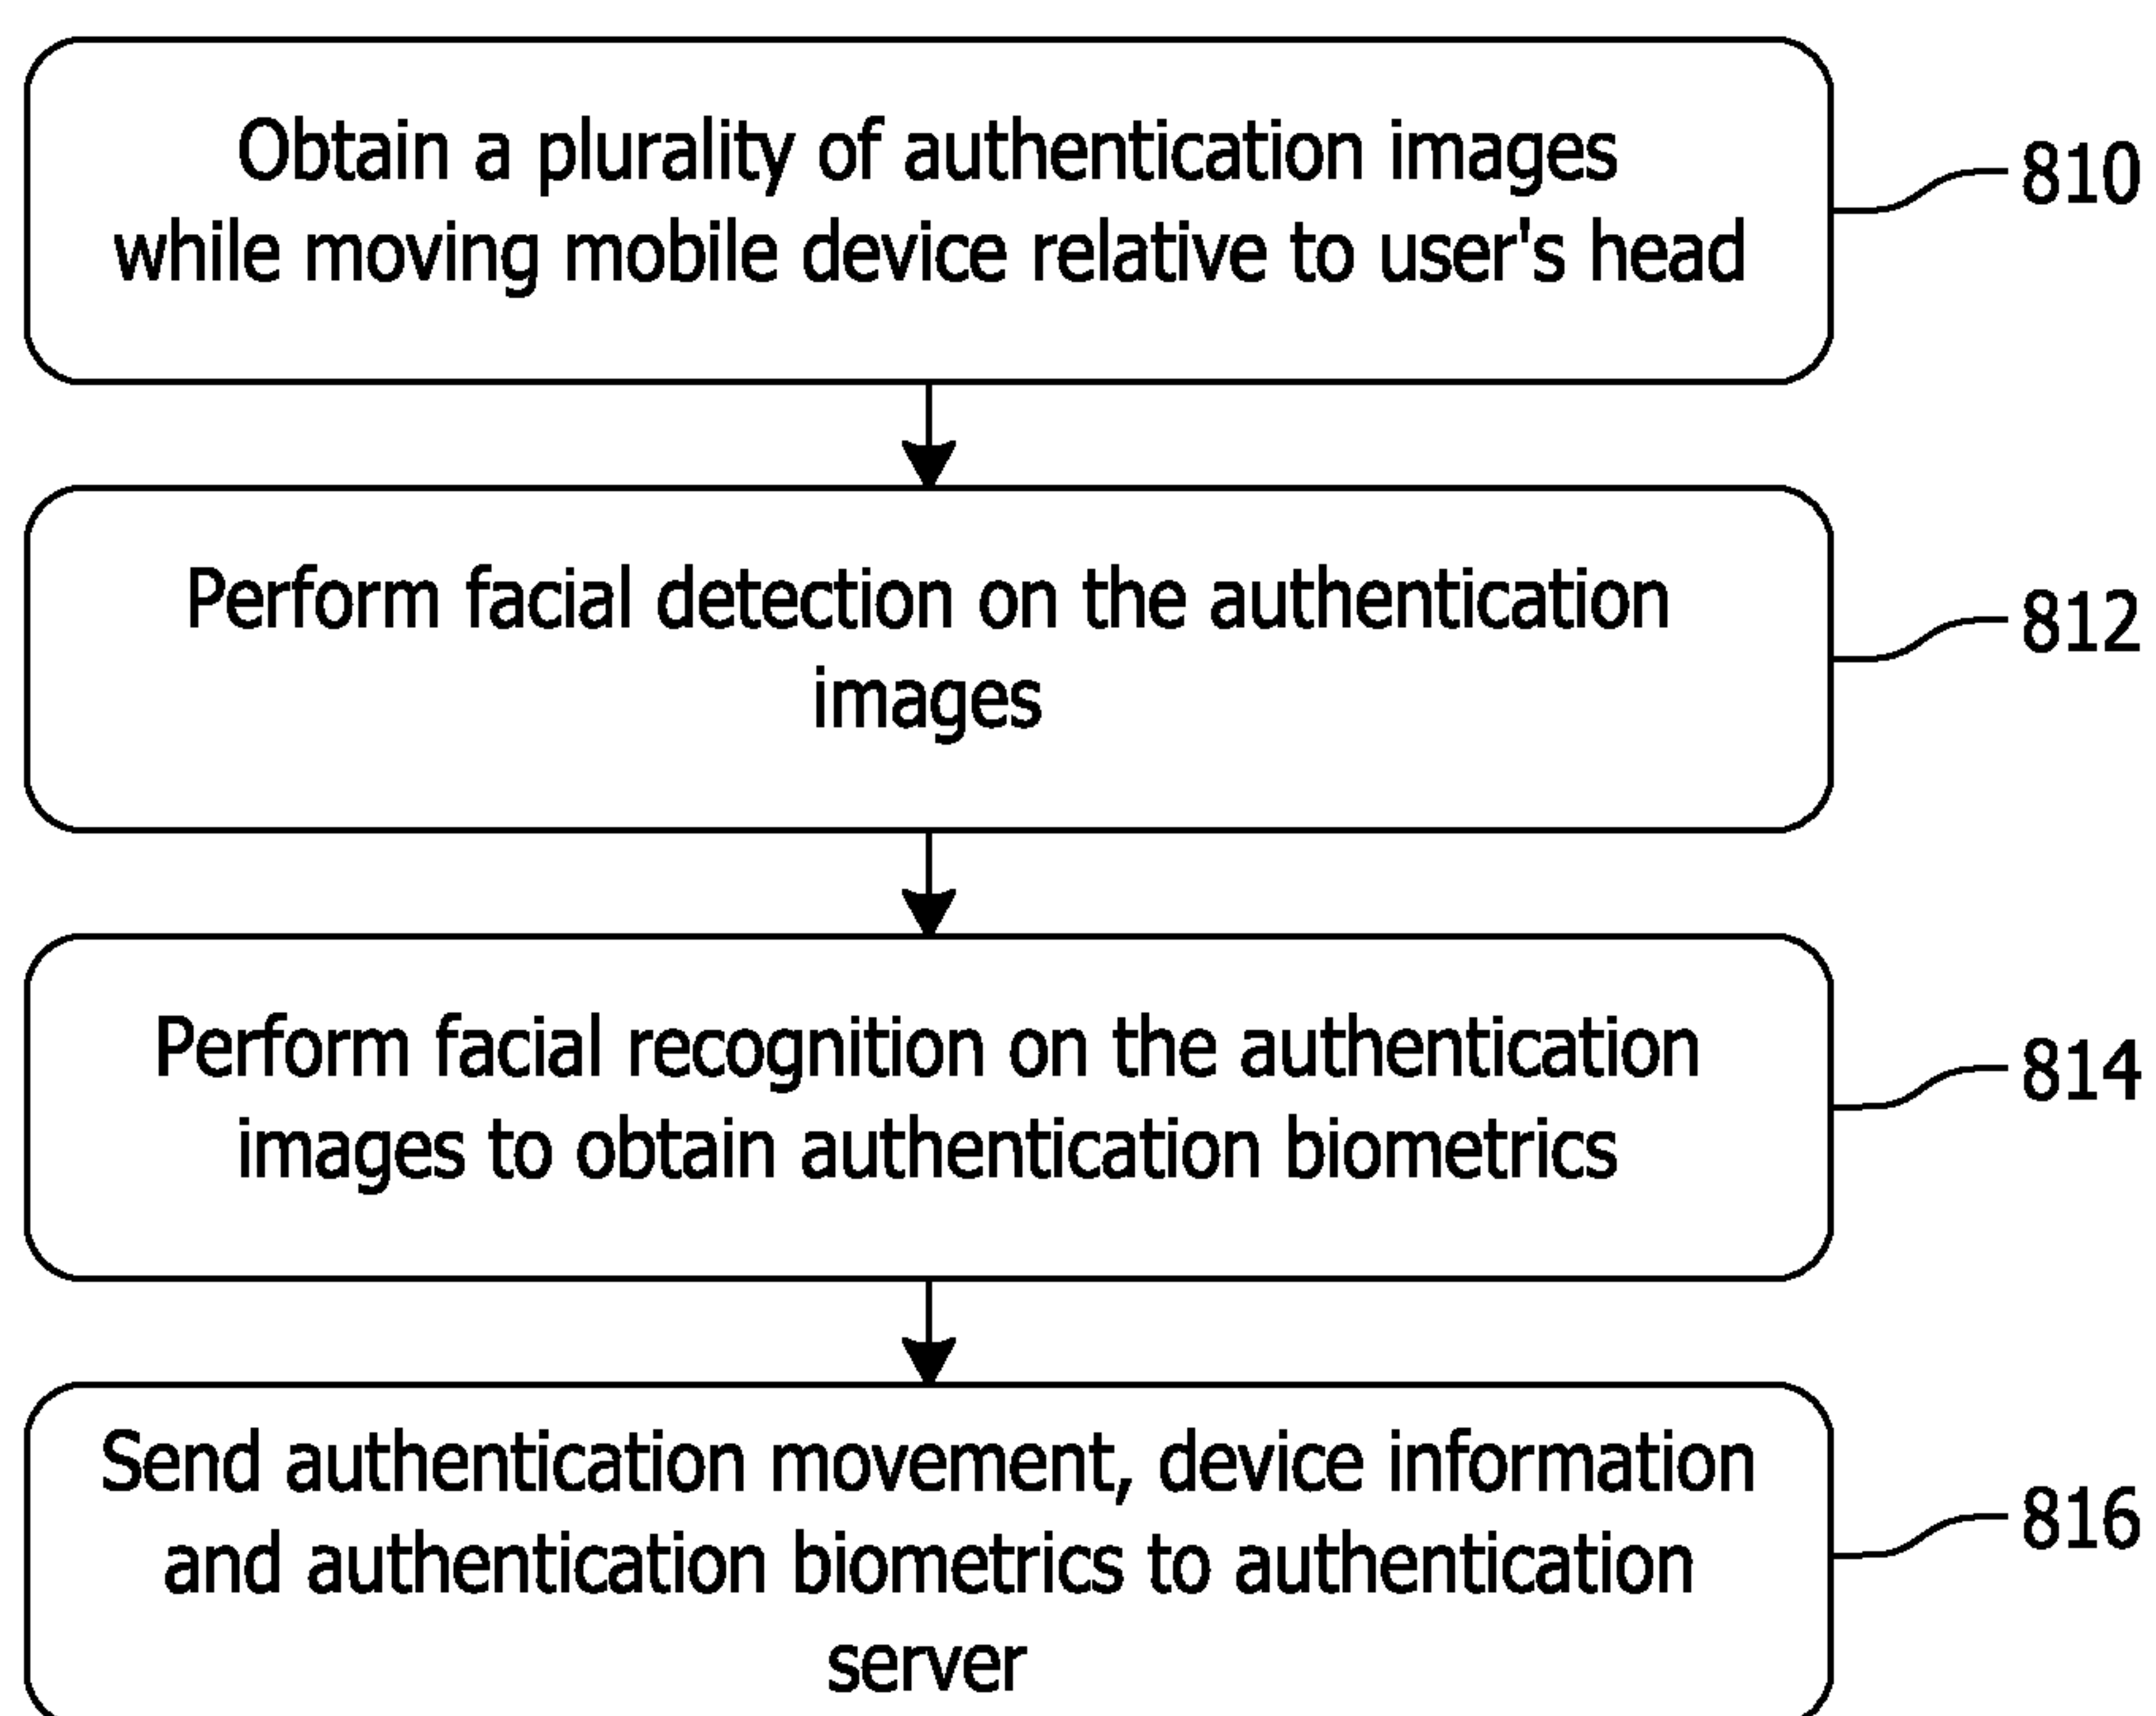 Obtain a plurality of authentication images
while moving mobile device relative to user's head
810
Perform facial detection on the authentication
images
812
Perform facial recognition on the authentication
images to obtain authentication biometrics
814
Send authentication movement, device information
and authentication biometrics to authentication
server
816